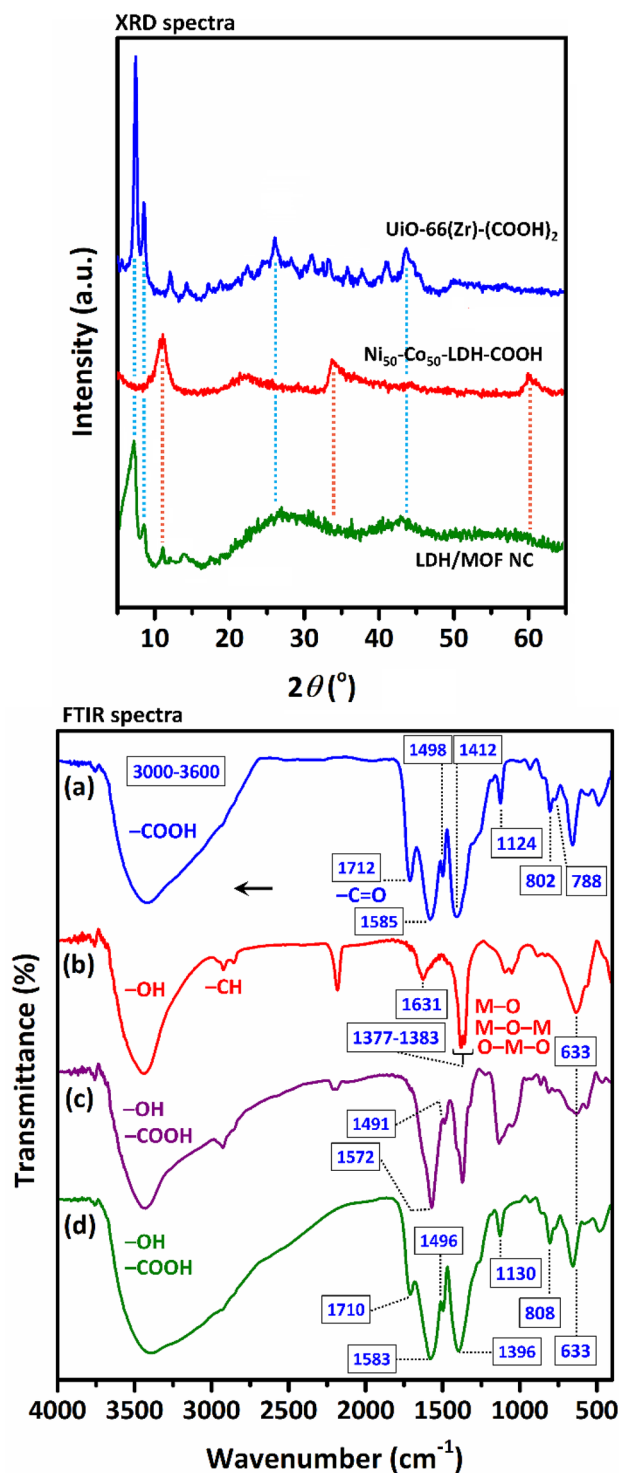 XRD spectra
Intensity (a.u.)
UiO-66(Zr)-(COOH)₂
Ni₅₀-Co₅₀-LDH-COOH
LDH/MOF NC
10 20 30 40 50 60
2θ (°)
FTIR spectra
1498 1412
(a)
3000-3600
–COOH
1124
1712
–C=O
802 788
1585
(b)
–OH
–CH
1631
M–O
M–O–M
O–M–O
1377-1383
633
(c)
–OH
–COOH
1491
1572
(d)
–OH
–COOH
1496
1130
1710
808
1583
1396
633
Transmittance (%)
4000 3500 3000 2500 2000 1500 1000 500
Wavenumber (cm⁻¹)